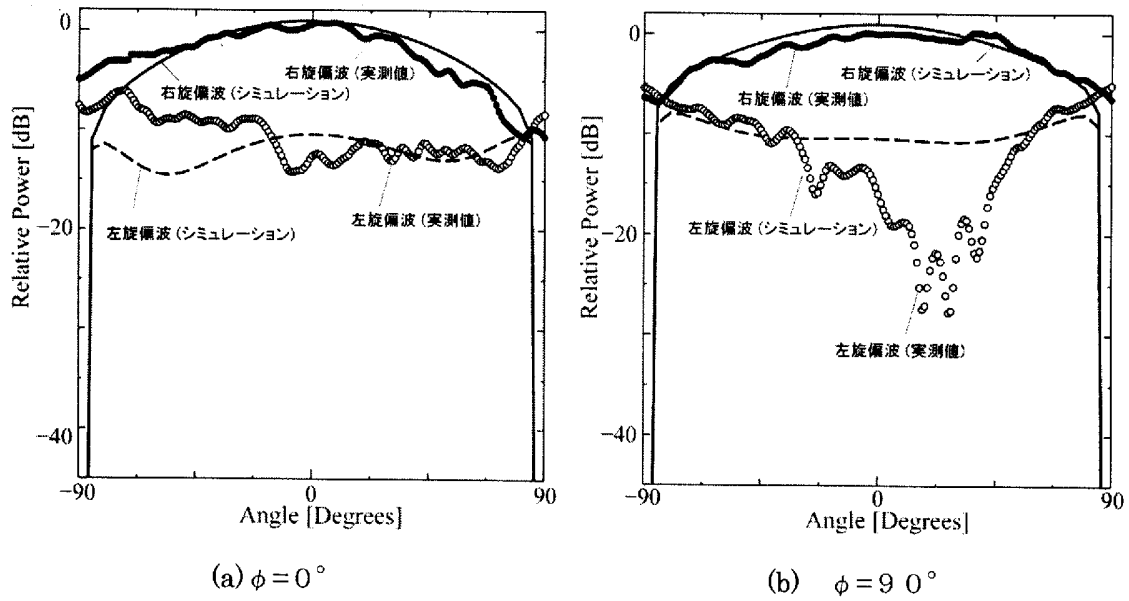 0
右旋偏波(実測値)
右旋偏波(シミュレーション)
Relative Power [dB]
−20
左旋偏波(シミュレーション)
左旋偏波(実測値)
−40
−90
0
90
Angle [Degrees]
(a) φ=0°
0
右旋偏波(シミュレーション)
右旋偏波(実測値)
Relative Power [dB]
−20
左旋偏波(シミュレーション)
左旋偏波(実測値)
−40
−90
0
90
Angle [Degrees]
(b) φ=90°